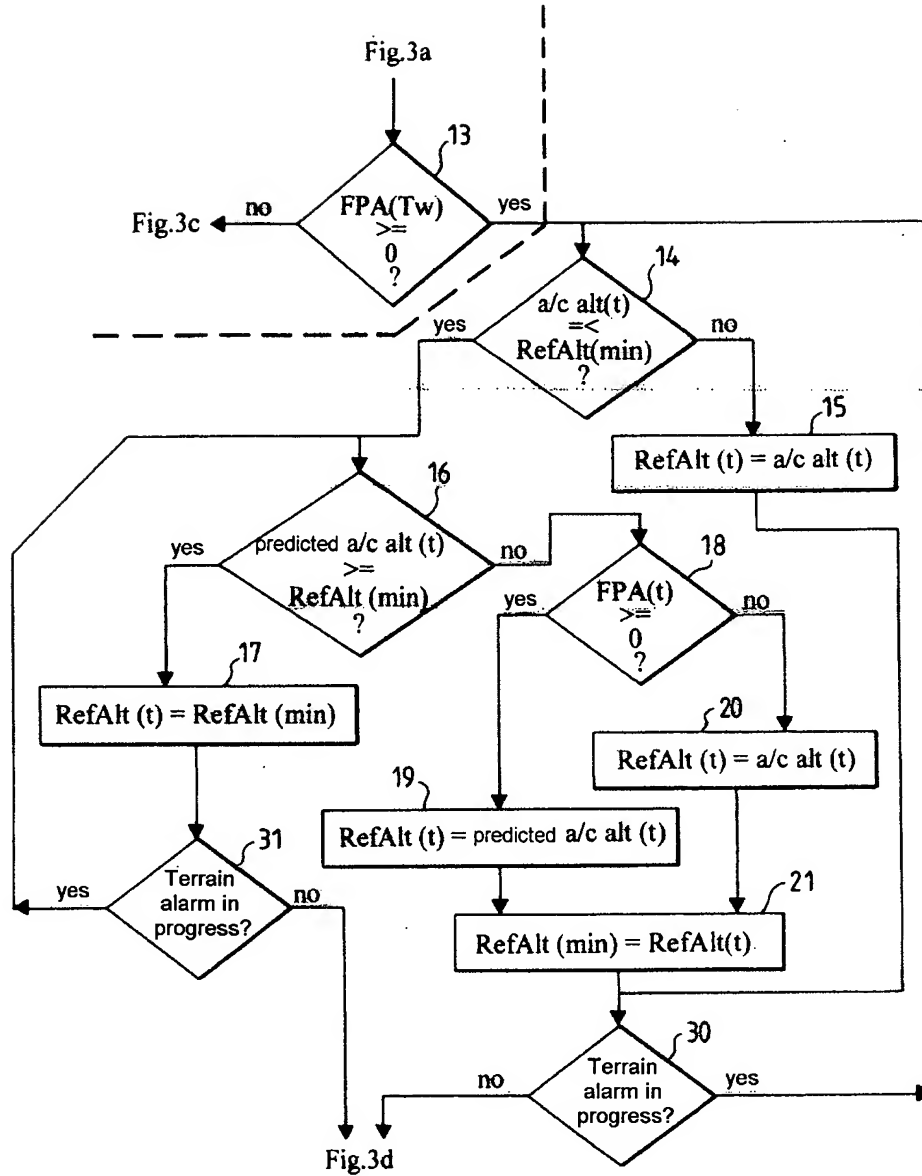 Fig.3a
13
FPA(Tw)
>=
0
?
no
yes
Fig.3c
14
a/c alt(t)
=<
RefAlt(min)
?
yes
no
15
RefAlt (t) = a/c alt (t)
16
predicted a/c alt (t)
>=
RefAlt (min)
?
yes
no
18
FPA(t)
>=
0
?
yes
no
17
RefAlt (t) = RefAlt (min)
20
RefAlt (t) = a/c alt (t)
19
RefAlt (t) = predicted a/c alt (t)
31
Terrain
alarm in
progress?
yes
no
21
RefAlt (min) = RefAlt(t)
30
Terrain
alarm in
progress?
no
yes
Fig.3d